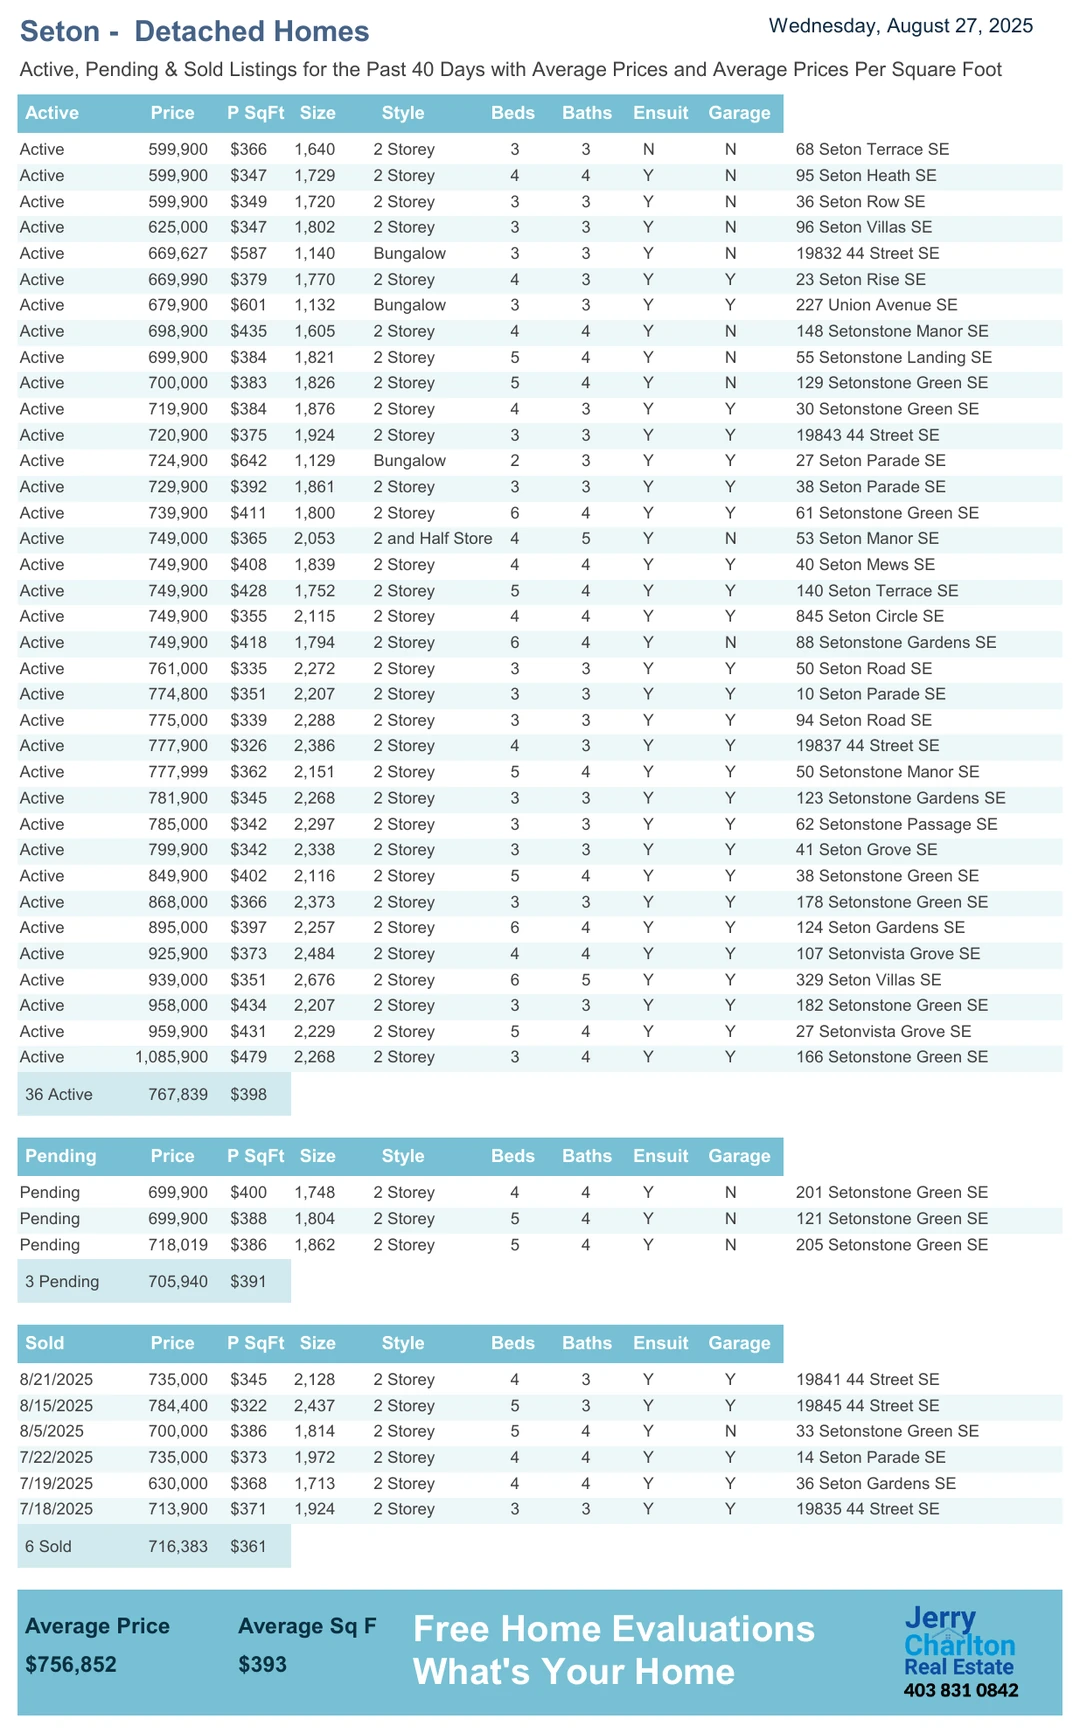 Seton -  Detached Homes
Wednesday, August 27, 2025
Active, Pending & Sold Listings for the Past 40 Days with Average Prices and Average Prices Per Square Foot
Active Price P SqFt Size Style Beds Baths Ensuit Garage
Active 599,900 $366 1,640 2 Storey 3 3 N N 68 Seton Terrace SE
Active 599,900 $347 1,729 2 Storey 4 4 Y N 95 Seton Heath SE
Active 599,900 $349 1,720 2 Storey 3 3 Y N 36 Seton Row SE
Active 625,000 $347 1,802 2 Storey 3 3 Y N 96 Seton Villas SE
Active 669,627 $587 1,140 Bungalow 3 3 Y N 19832 44 Street SE
Active 669,990 $379 1,770 2 Storey 4 3 Y Y 23 Seton Rise SE
Active 679,900 $601 1,132 Bungalow 3 3 Y Y 227 Union Avenue SE
Active 698,900 $435 1,605 2 Storey 4 4 Y N 148 Setonstone Manor SE
Active 699,900 $384 1,821 2 Storey 5 4 Y N 55 Setonstone Landing SE
Active 700,000 $383 1,826 2 Storey 5 4 Y N 129 Setonstone Green SE
Active 719,900 $384 1,876 2 Storey 4 3 Y Y 30 Setonstone Green SE
Active 720,900 $375 1,924 2 Storey 3 3 Y Y 19843 44 Street SE
Active 724,900 $642 1,129 Bungalow 2 3 Y Y 27 Seton Parade SE
Active 729,900 $392 1,861 2 Storey 3 3 Y Y 38 Seton Parade SE
Active 739,900 $411 1,800 2 Storey 6 4 Y Y 61 Setonstone Green SE
Active 749,000 $365 2,053 2 and Half Store 4 5 Y N 53 Seton Manor SE
Active 749,900 $408 1,839 2 Storey 4 4 Y Y 40 Seton Mews SE
Active 749,900 $428 1,752 2 Storey 5 4 Y Y 140 Seton Terrace SE
Active 749,900 $355 2,115 2 Storey 4 4 Y Y 845 Seton Circle SE
Active 749,900 $418 1,794 2 Storey 6 4 Y N 88 Setonstone Gardens SE
Active 761,000 $335 2,272 2 Storey 3 3 Y Y 50 Seton Road SE
Active 774,800 $351 2,207 2 Storey 3 3 Y Y 10 Seton Parade SE
Active 775,000 $339 2,288 2 Storey 3 3 Y Y 94 Seton Road SE
Active 777,900 $326 2,386 2 Storey 4 3 Y Y 19837 44 Street SE
Active 777,999 $362 2,151 2 Storey 5 4 Y Y 50 Setonstone Manor SE
Active 781,900 $345 2,268 2 Storey 3 3 Y Y 123 Setonstone Gardens SE
Active 785,000 $342 2,297 2 Storey 3 3 Y Y 62 Setonstone Passage SE
Active 799,900 $342 2,338 2 Storey 3 3 Y Y 41 Seton Grove SE
Active 849,900 $402 2,116 2 Storey 5 4 Y Y 38 Setonstone Green SE
Active 868,000 $366 2,373 2 Storey 3 3 Y Y 178 Setonstone Green SE
Active 895,000 $397 2,257 2 Storey 6 4 Y Y 124 Seton Gardens SE
Active 925,900 $373 2,484 2 Storey 4 4 Y Y 107 Setonvista Grove SE
Active 939,000 $351 2,676 2 Storey 6 5 Y Y 329 Seton Villas SE
Active 958,000 $434 2,207 2 Storey 3 3 Y Y 182 Setonstone Green SE
Active 959,900 $431 2,229 2 Storey 5 4 Y Y 27 Setonvista Grove SE
Active 1,085,900 $479 2,268 2 Storey 3 4 Y Y 166 Setonstone Green SE
36 Active 767,839 $398
Pending Price P SqFt Size Style Beds Baths Ensuit Garage
Pending 699,900 $400 1,748 2 Storey 4 4 Y N 201 Setonstone Green SE
Pending 699,900 $388 1,804 2 Storey 5 4 Y N 121 Setonstone Green SE
Pending 718,019 $386 1,862 2 Storey 5 4 Y N 205 Setonstone Green SE
3 Pending 705,940 $391
Sold Price P SqFt Size Style Beds Baths Ensuit Garage
8/21/2025 735,000 $345 2,128 2 Storey 4 3 Y Y 19841 44 Street SE
8/15/2025 784,400 $322 2,437 2 Storey 5 3 Y Y 19845 44 Street SE
8/5/2025 700,000 $386 1,814 2 Storey 5 4 Y N 33 Setonstone Green SE
7/22/2025 735,000 $373 1,972 2 Storey 4 4 Y Y 14 Seton Parade SE
7/19/2025 630,000 $368 1,713 2 Storey 4 4 Y Y 36 Seton Gardens SE
7/18/2025 713,900 $371 1,924 2 Storey 3 3 Y Y 19835 44 Street SE
6 Sold 716,383 $361
Average Price Average Sq F
$756,852 $393
Free Home Evaluations
What's Your Home
Jerry
Charlton
Real Estate
403 831 0842